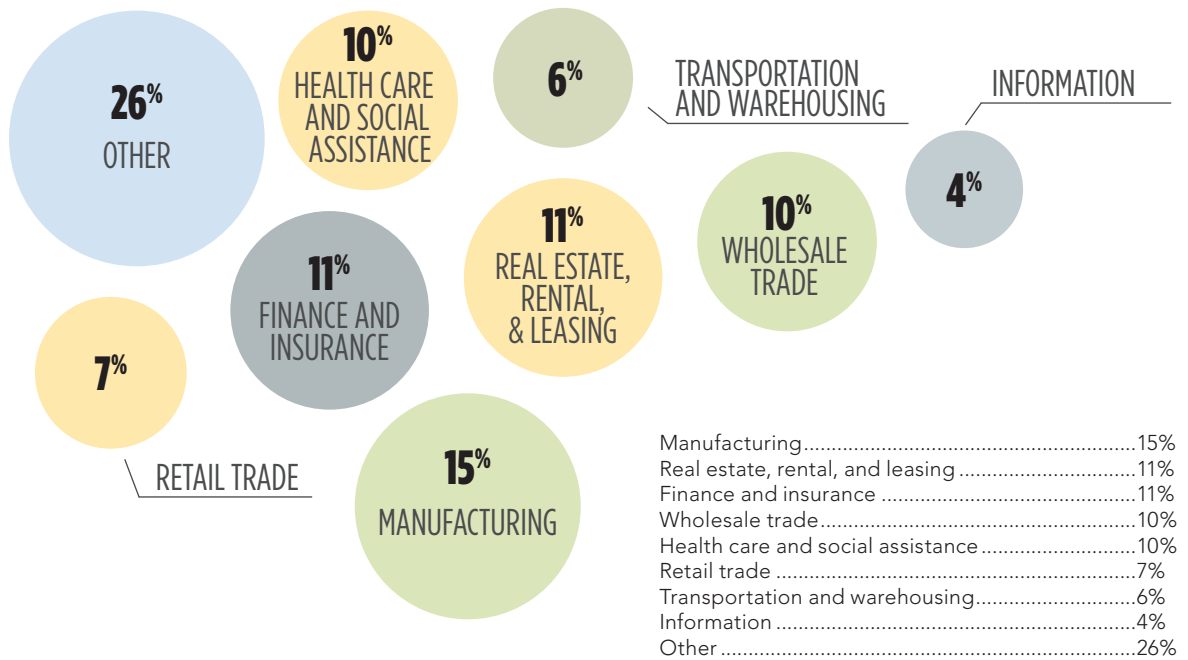 26%
OTHER
10%
HEALTH CARE
AND SOCIAL
ASSISTANCE
6%
TRANSPORTATION
AND WAREHOUSING
INFORMATION
4%
11%
FINANCE AND
INSURANCE
11%
REAL ESTATE,
RENTAL,
& LEASING
10%
WHOLESALE
TRADE
7%
RETAIL TRADE
15%
MANUFACTURING
Manufacturing 15%
Real estate, rental, and leasing 11%
Finance and insurance 11%
Wholesale trade 10%
Health care and social assistance 10%
Retail trade 7%
Transportation and warehousing 6%
Information 4%
Other 26%